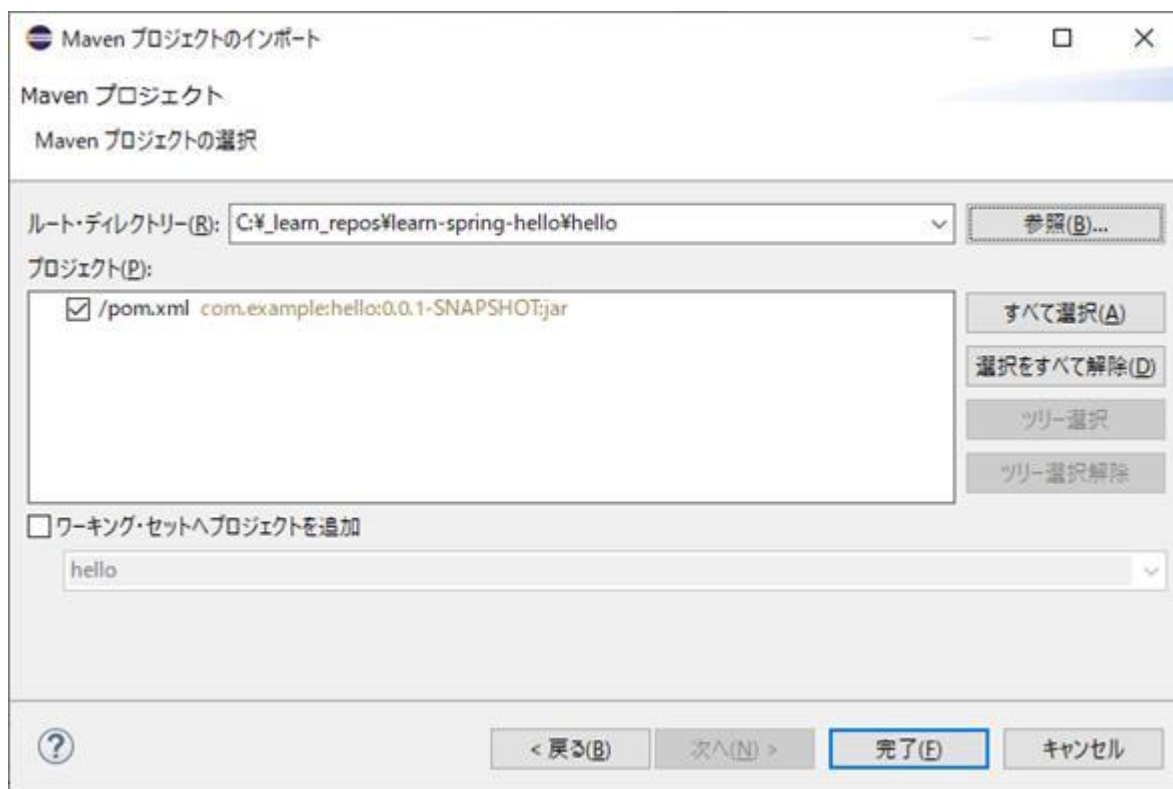 Maven プロジェクトのインポート
Maven プロジェクト
Maven プロジェクトの選択
ルート・ディレクトリー(R): C:¥_learn_repos¥learn-spring-hello¥hello 参照(B)...
プロジェクト(P):
/pom.xml com.example:hello:0.0.1-SNAPSHOT:jar すべて選択(A)
選択をすべて解除(D)
ツリー選択
ツリー選択解除
ワーキング・セットへプロジェクトを追加
hello
? < 戻る(B) 次へ(N) > 完了(F) キャンセル